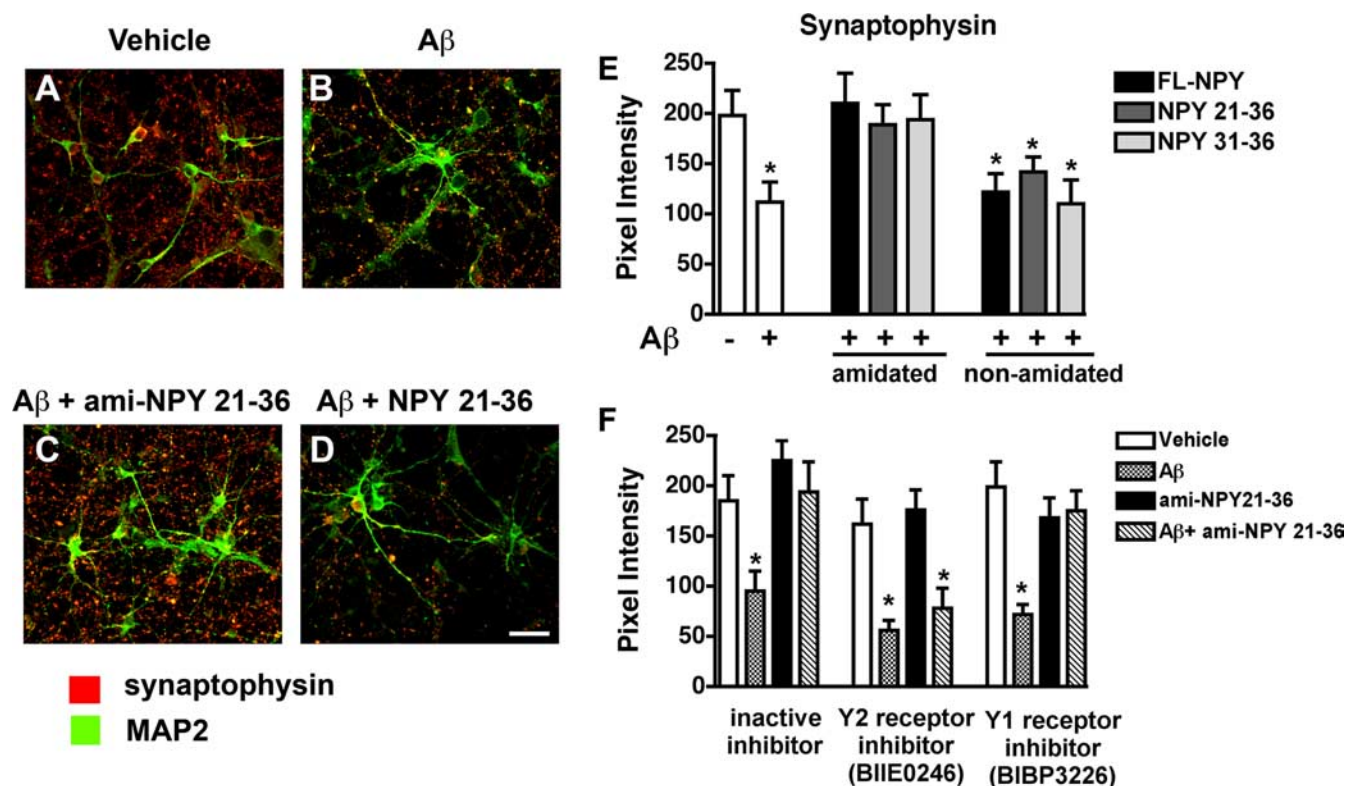 Vehicle
Aβ
A
B
Aβ + ami-NPY 21-36
Aβ + NPY 21-36
C
D
synaptophysin
MAP2
Synaptophysin
E
FL-NPY
NPY 21-36
NPY 31-36
Pixel Intensity
250
200
150
100
50
0
* * * *
Aβ - + + + + + + +
amidated non-amidated
F
Vehicle
Aβ
ami-NPY21-36
Aβ+ ami-NPY 21-36
Pixel Intensity
250
200
150
100
50
0
* * * *
inactive
inhibitor
Y2 receptor
inhibitor
(BIIE0246)
Y1 receptor
inhibitor
(BIBP3226)